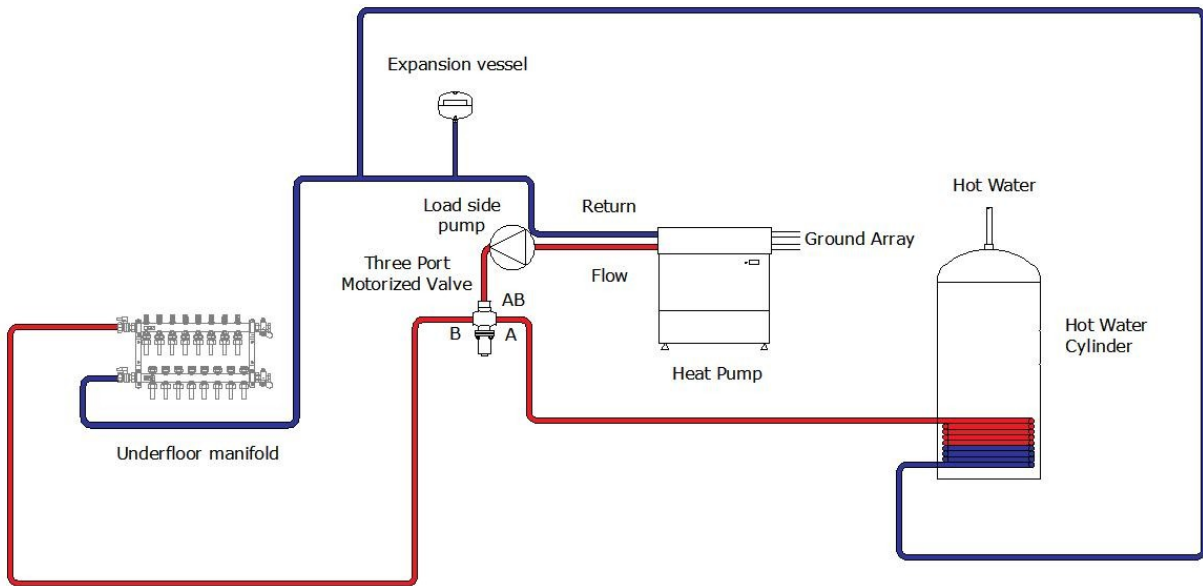 Expansion vessel
Load side
pump
Return
Hot Water
Ground Array
Three Port
Motorized Valve
Flow
AB
B
A
Hot Water
Cylinder
Heat Pump
Underfloor manifold